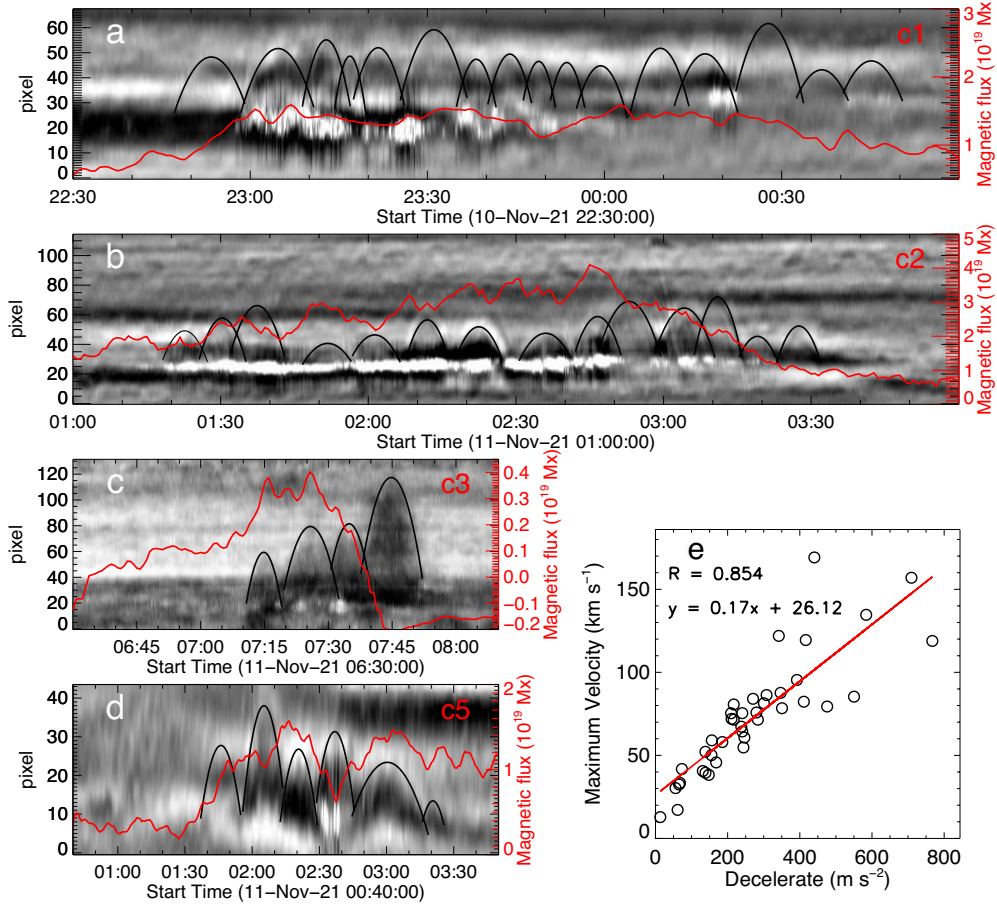 a
c1
pixel
60
50
40
30
20
10
0
3
2
1
Magnetic flux (10¹⁹ Mx)
22:30 23:00 23:30 00:00 00:30
Start Time (10−Nov−21 22:30:00)
b
c2
pixel
100
80
60
40
20
0
5
4
3
2
1
0
Magnetic flux (10¹⁹ Mx)
01:00 01:30 02:00 02:30 03:00 03:30
Start Time (11−Nov−21 01:00:00)
c
c3
pixel
120
100
80
60
40
20
0
0.4
0.3
0.2
0.1
0.0
−0.1
−0.2
Magnetic flux (10¹⁹ Mx)
06:45 07:00 07:15 07:30 07:45 08:00
Start Time (11−Nov−21 06:30:00)
d
c5
pixel
40
30
20
10
0
2
1
0
Magnetic flux (10¹⁹ Mx)
01:00 01:30 02:00 02:30 03:00 03:30
Start Time (11−Nov−21 00:40:00)
e
R = 0.854
y = 0.17x + 26.12
Maximum Velocity (km s⁻¹)
150
100
50
0
0 200 400 600 800
Decelerate (m s⁻²)